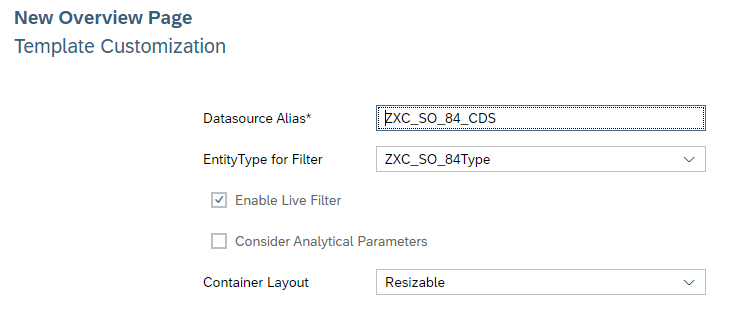 New Overview Page
Template Customization
Datasource Alias* ZXC_SO_84_CDS
EntityType for Filter ZXC_SO_84Type
Enable Live Filter
Consider Analytical Parameters
Container Layout Resizable